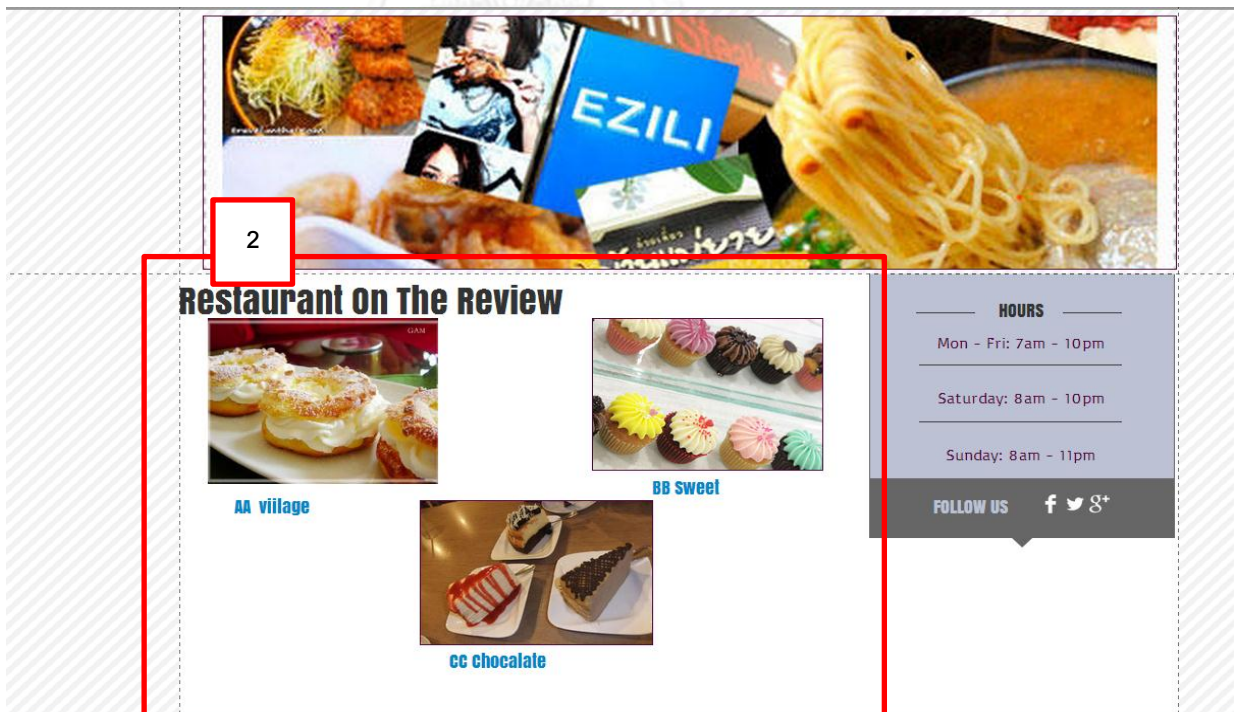 EZILI
2
Restaurant On The Review
GAM
AA viilage
BB Sweet
CC Chocalate
HOURS
Mon - Fri: 7am - 10pm
Saturday: 8am - 10pm
Sunday: 8am - 11pm
FOLLOW US f g+